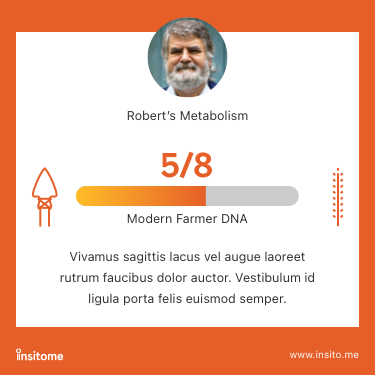 Robert’s Metabolism
5/8
Modern Farmer DNA
Vivamus sagittis lacus vel augue laoreet
rutrum faucibus dolor auctor. Vestibulum id
ligula porta felis euismod semper.
insitome
www.insito.me